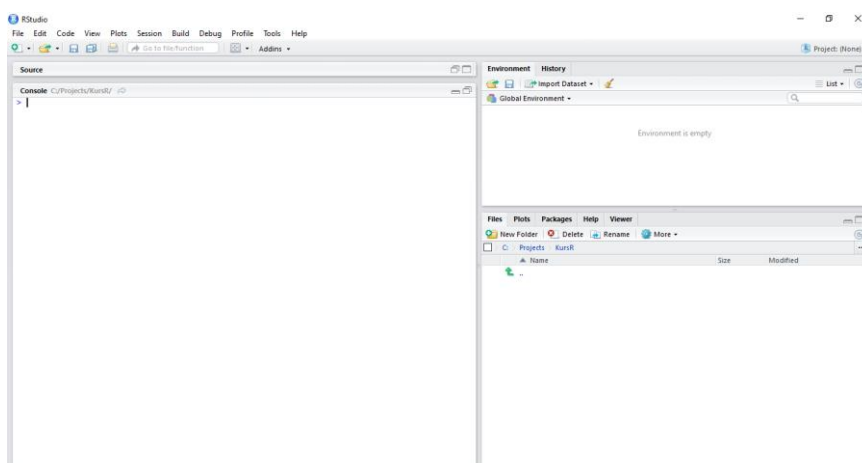 RStudio
File Edit Code View Plots Session Build Debug Profile Tools Help
Go to file/function Addins Project: (None)
Source
Console C:/Projects/KursR/
>
Environment History
Import Dataset List
Global Environment
Environment is empty
Files Plots Packages Help Viewer
New Folder Delete Rename More
C: Projects KursR
Name Size Modified
..